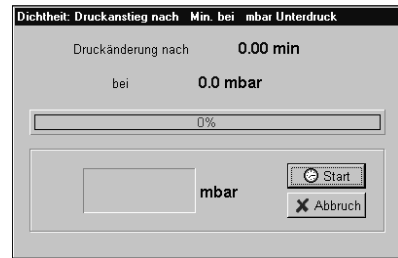 Dichtheit: Druckanstieg nach Min. bei mbar Unterdruck
Druckänderung nach 0.00 min
bei 0.0 mbar
0%
mbar
Start
Abbruch